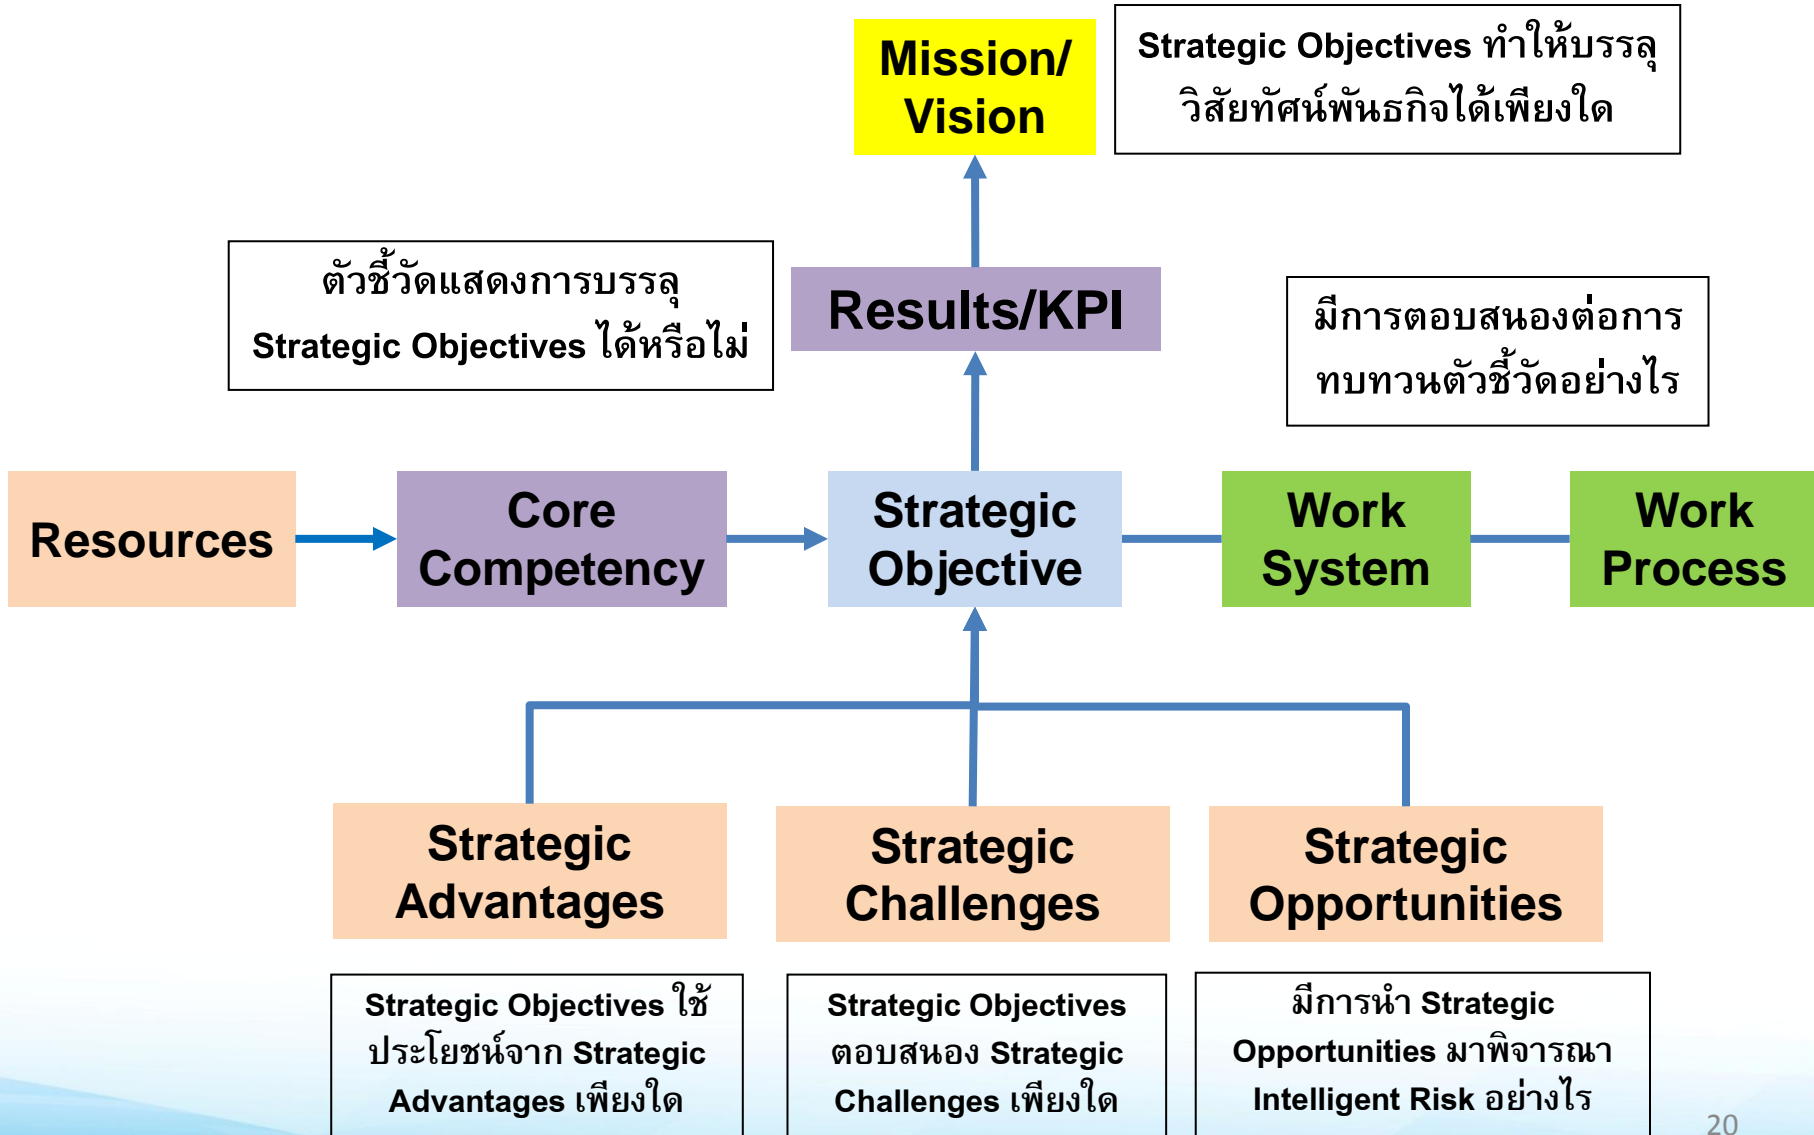 Mission/
Vision
Strategic Objectives ทำให้บรรลุ
วิสัยทัศน์พันธกิจได้เพียงใด
ตัวชี้วัดแสดงการบรรลุ
Strategic Objectives ได้หรือไม่
Results/KPI
มีการตอบสนองต่อการ
ทบทวนตัวชี้วัดอย่างไร
Resources
Core
Competency
Strategic
Objective
Work
System
Work
Process
Strategic
Advantages
Strategic
Challenges
Strategic
Opportunities
Strategic Objectives ใช้
ประโยชน์จาก Strategic
Advantages เพียงใด
Strategic Objectives
ตอบสนอง Strategic
Challenges เพียงใด
มีการนำ Strategic
Opportunities มาพิจารณา
Intelligent Risk อย่างไร
20